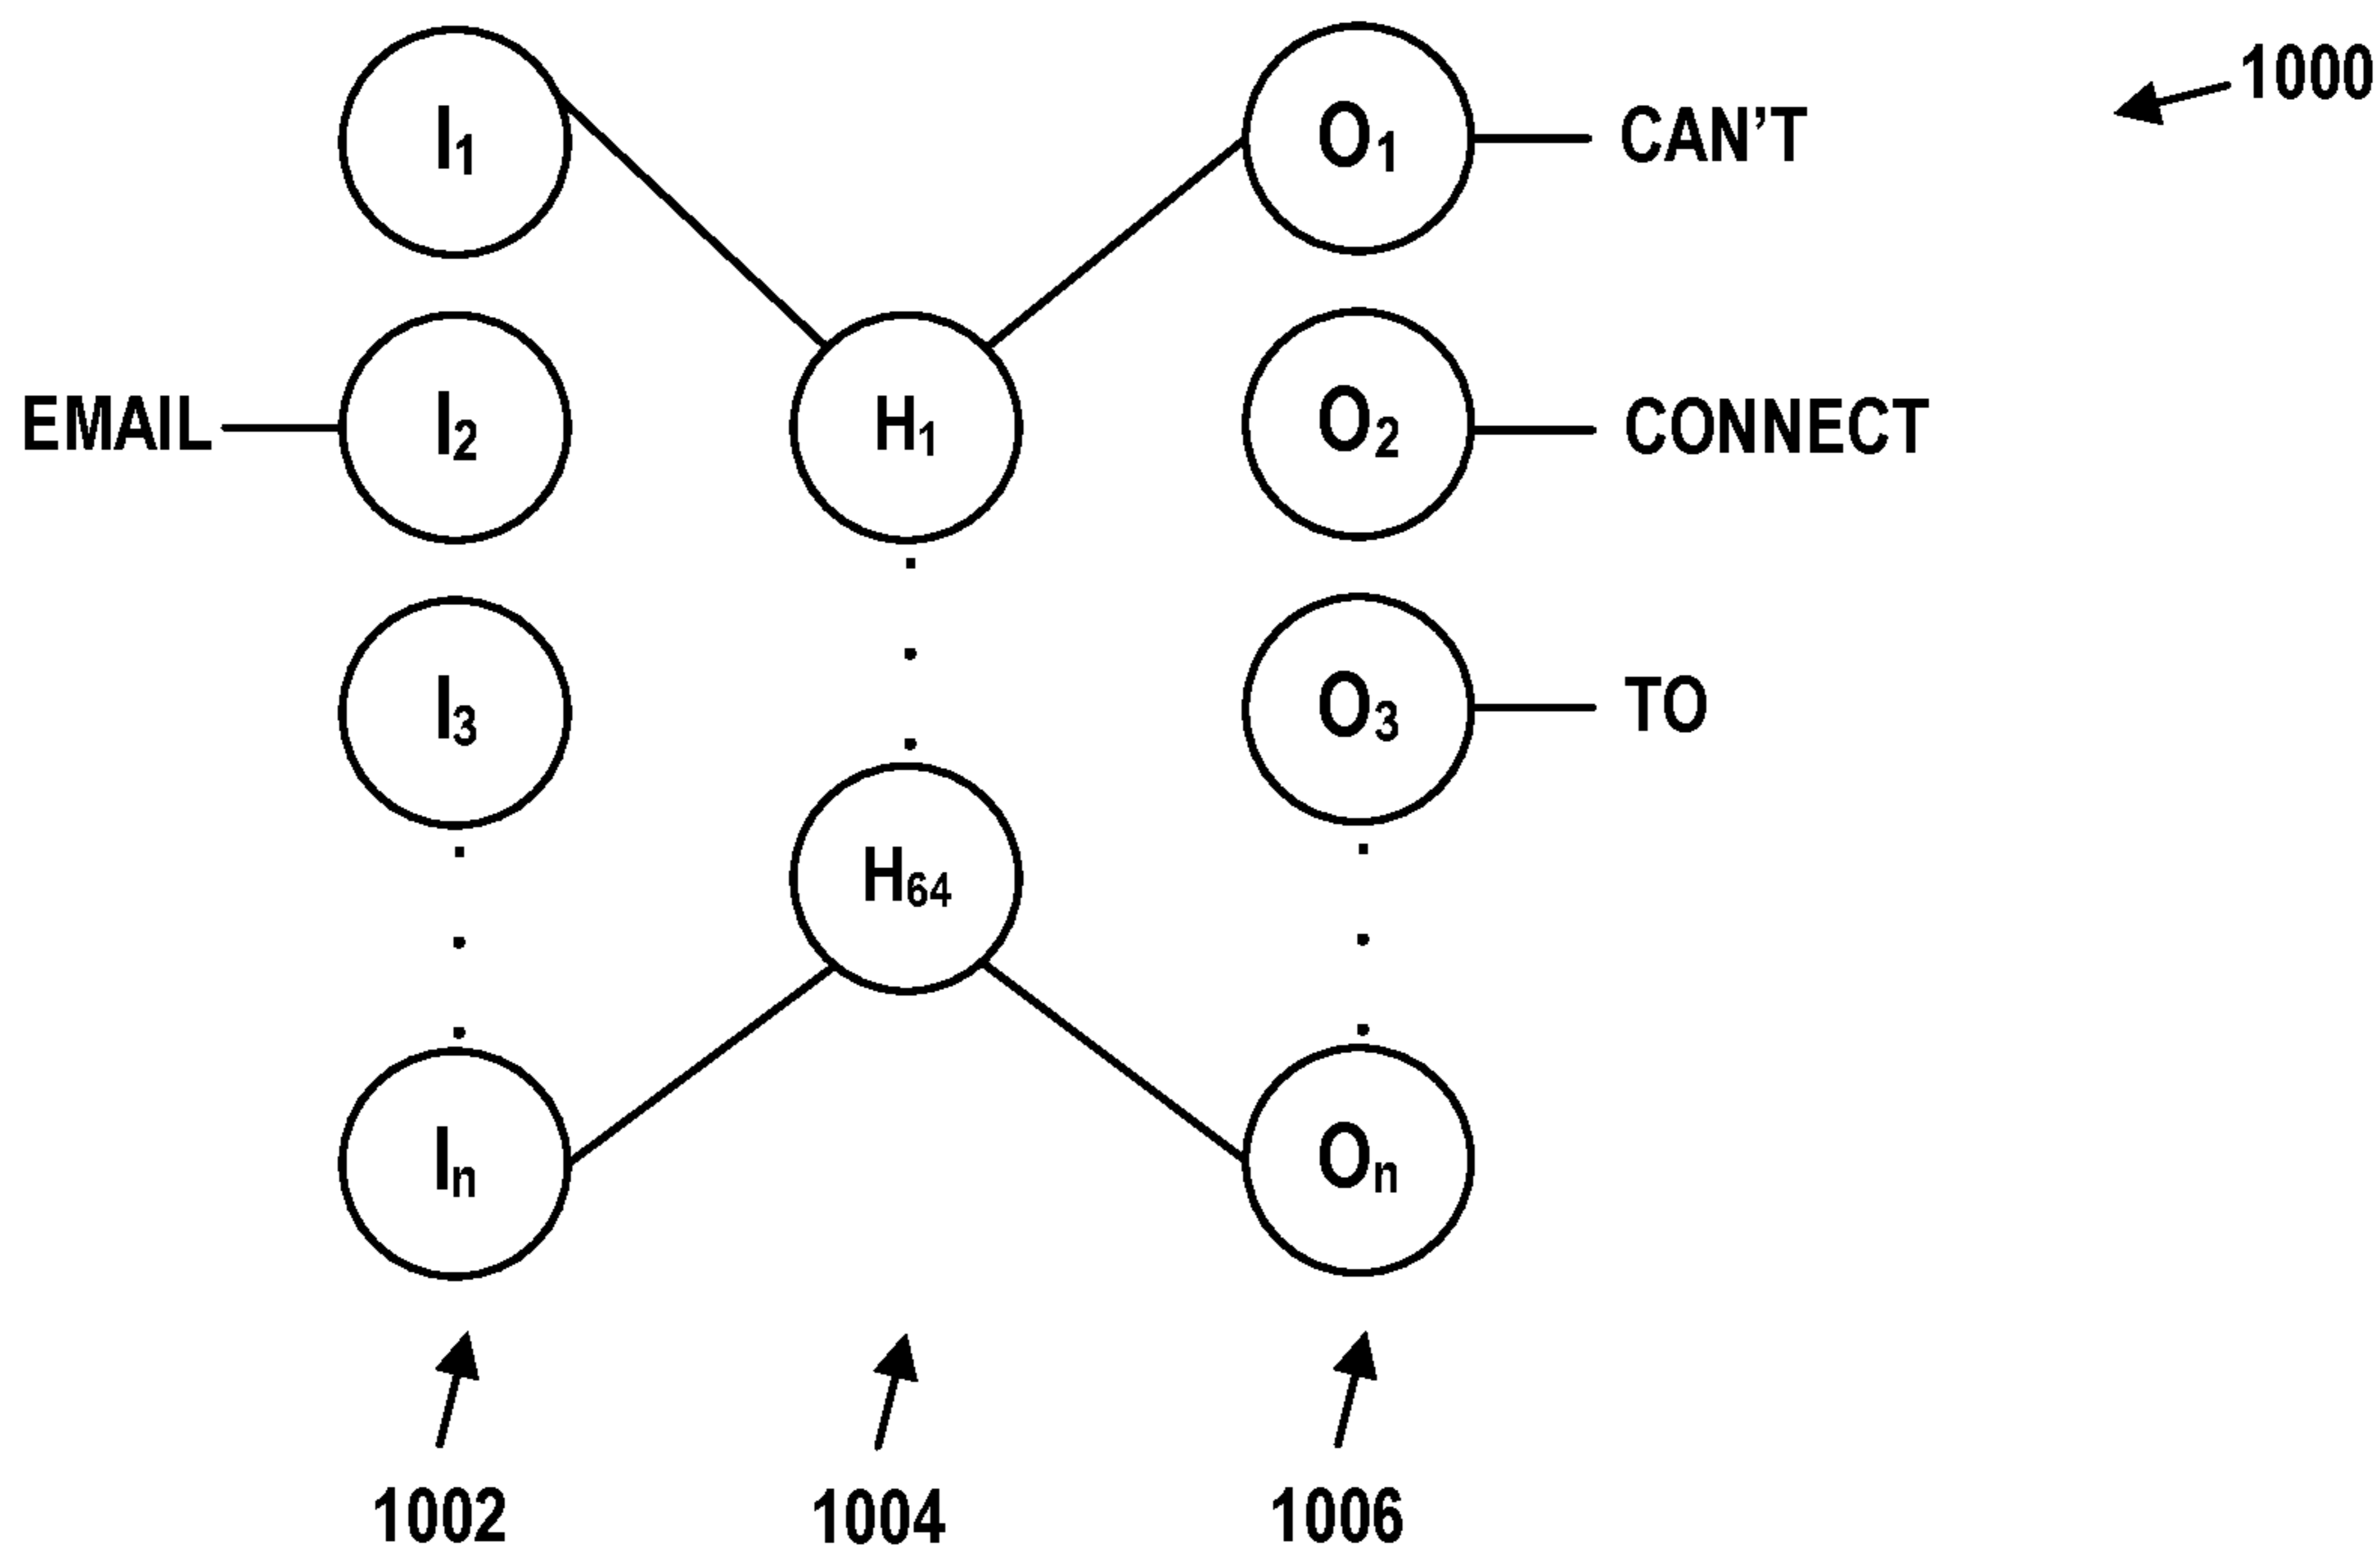 1000
I1
O1
CAN'T
EMAIL
I2
H1
O2
CONNECT
I3
O3
TO
H64
In
On
1002
1004
1006